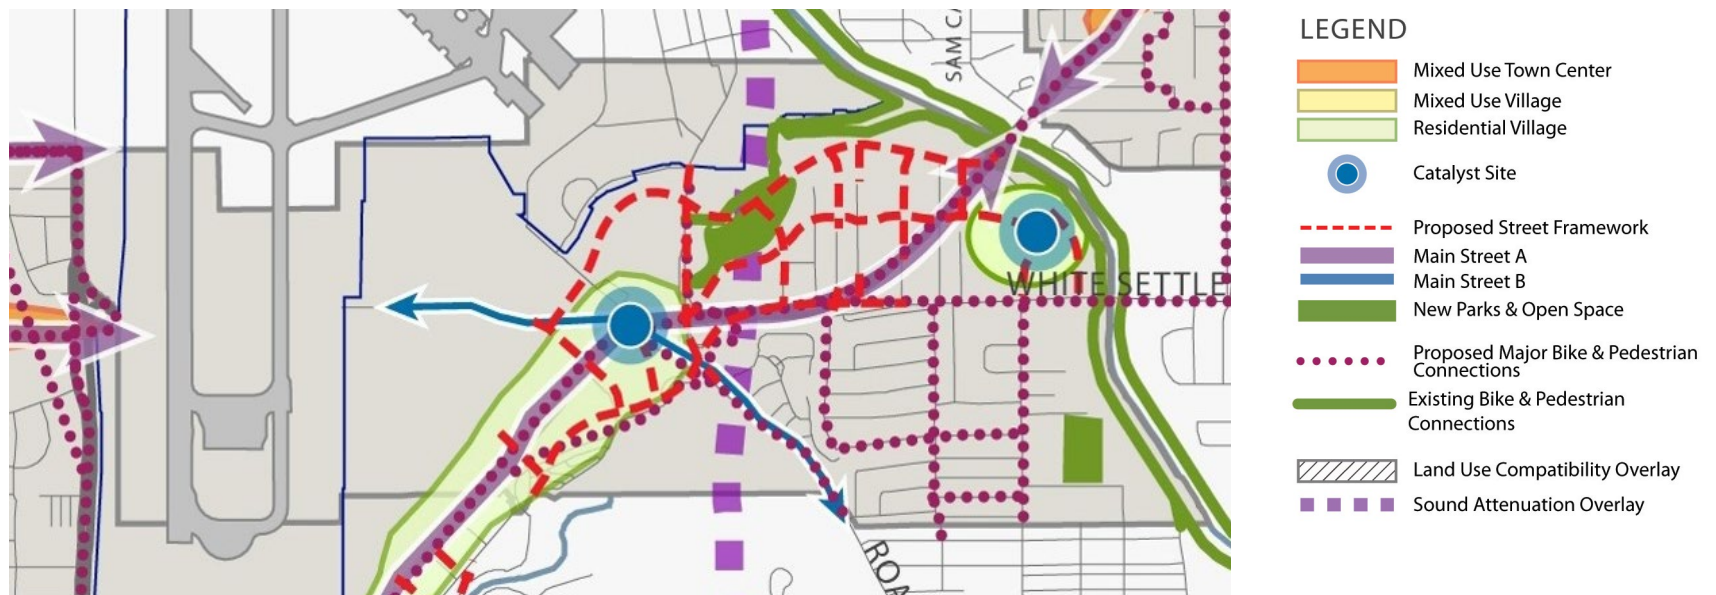 SAM CA
WHITE SETTLE
ROA
LEGEND
Mixed Use Town Center
Mixed Use Village
Residential Village
Catalyst Site
Proposed Street Framework
Main Street A
Main Street B
New Parks & Open Space
Proposed Major Bike & Pedestrian
Connections
Existing Bike & Pedestrian
Connections
Land Use Compatibility Overlay
Sound Attenuation Overlay